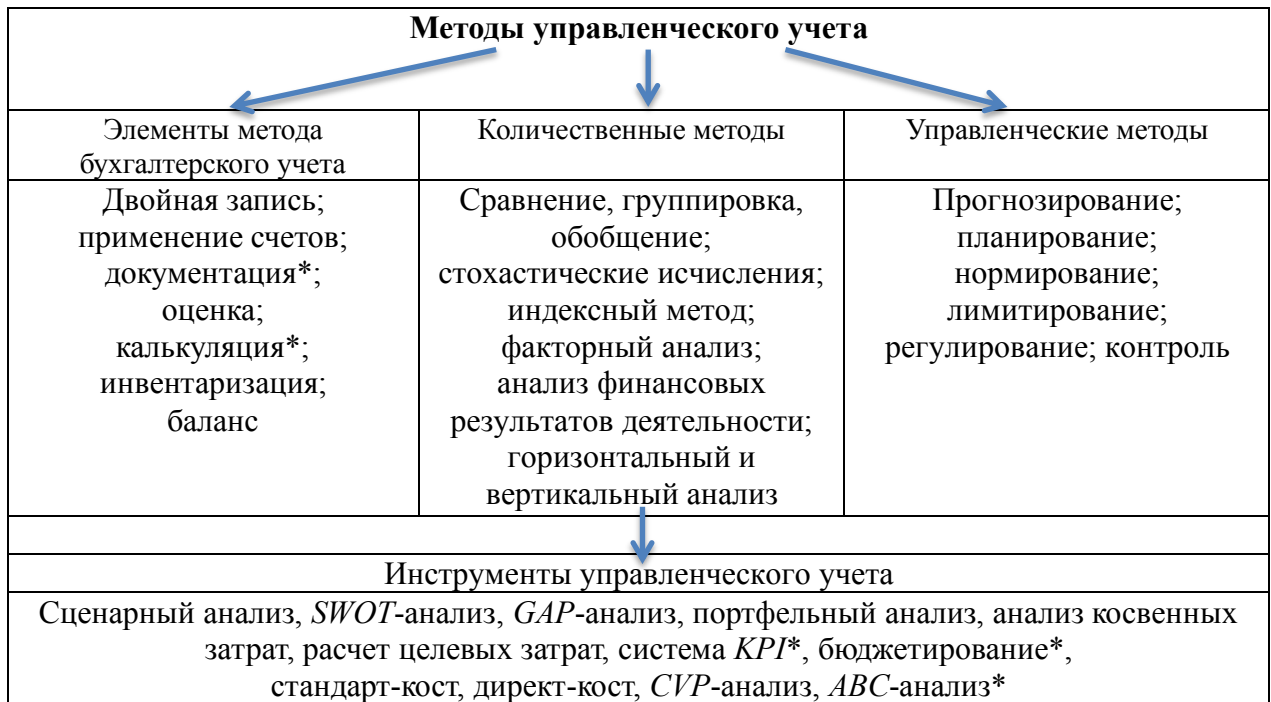 Методы управленческого учета
Элементы метода
бухгалтерского учета
Количественные методы
Управленческие методы
Двойная запись;
применение счетов;
документация*;
оценка;
калькуляция*;
инвентаризация;
баланс
Сравнение, группировка,
обобщение;
стохастические исчисления;
индексный метод;
факторный анализ;
анализ финансовых
результатов деятельности;
горизонтальный и
вертикальный анализ
Прогнозирование;
планирование;
нормирование;
лимитирование;
регулирование; контроль
Инструменты управленческого учета
Сценарный анализ, SWOT-анализ, GAP-анализ, портфельный анализ, анализ косвенных
затрат, расчет целевых затрат, система KPI*, бюджетирование*,
стандарт-кост, директ-кост, CVP-анализ, ABC-анализ*